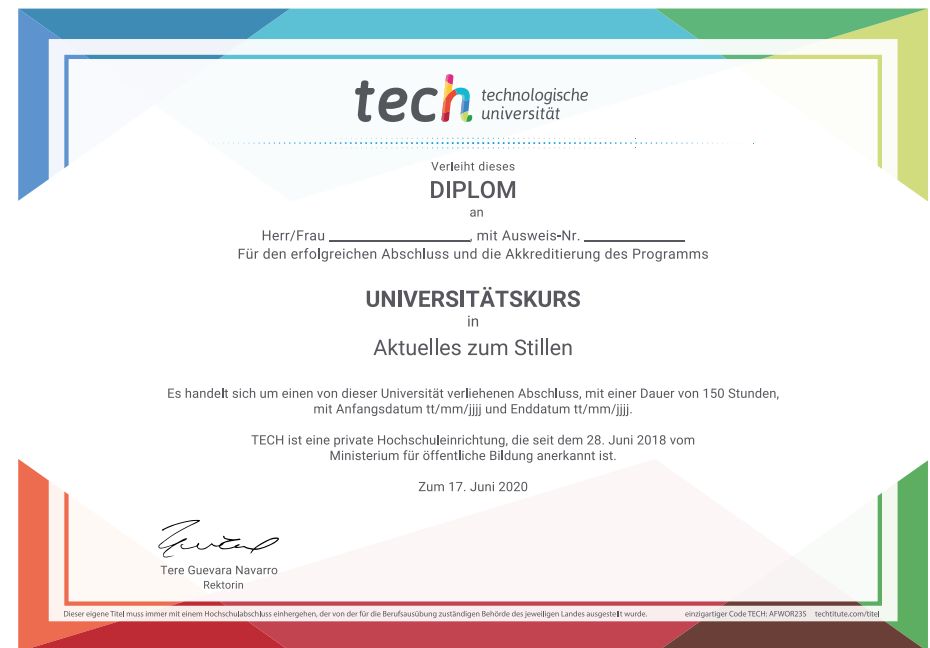 tech technologische
universität
Verleiht dieses
DIPLOM
an
Herr/Frau ____________________, mit Ausweis-Nr. ______________
Für den erfolgreichen Abschluss und die Akkreditierung des Programms
UNIVERSITÄTSKURS
in
Aktuelles zum Stillen
Es handelt sich um einen von dieser Universität verliehenen Abschluss, mit einer Dauer von 150 Stunden,
mit Anfangsdatum tt/mm/jjjj und Enddatum tt/mm/jjjj.
TECH ist eine private Hochschuleinrichtung, die seit dem 28. Juni 2018 vom
Ministerium für öffentliche Bildung anerkannt ist.
Zum 17. Juni 2020
Tere Guevara Navarro
Rektorin
Dieser eigene Titel muss immer mit einem Hochschulabschluss einhergehen, der von der für die Berufsausübung zuständigen Behörde des jeweiligen Landes ausgestellt wurde. einzigartiger Code TECH: AFWOR23S techtitute.com/titel